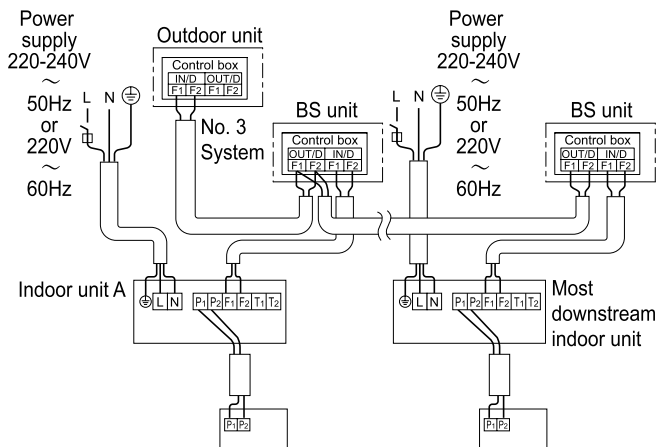 Power
supply
220-240V
~
50Hz
or
220V
~
60Hz
L N
Outdoor unit
Control box
IN/D OUT/D
F1 F2 F1 F2
No. 3
System
BS unit
Control box
OUT/D IN/D
F1 F2 F1 F2
Power
supply
220-240V
~
50Hz
or
220V
~
60Hz
L N
BS unit
Control box
OUT/D IN/D
F1 F2 F1 F2
Indoor unit A
L N
P1 P2 F1 F2 T1 T2
P1 P2
L N
P1 P2 F1 F2 T1 T2
Most
downstream
indoor unit
P1 P2